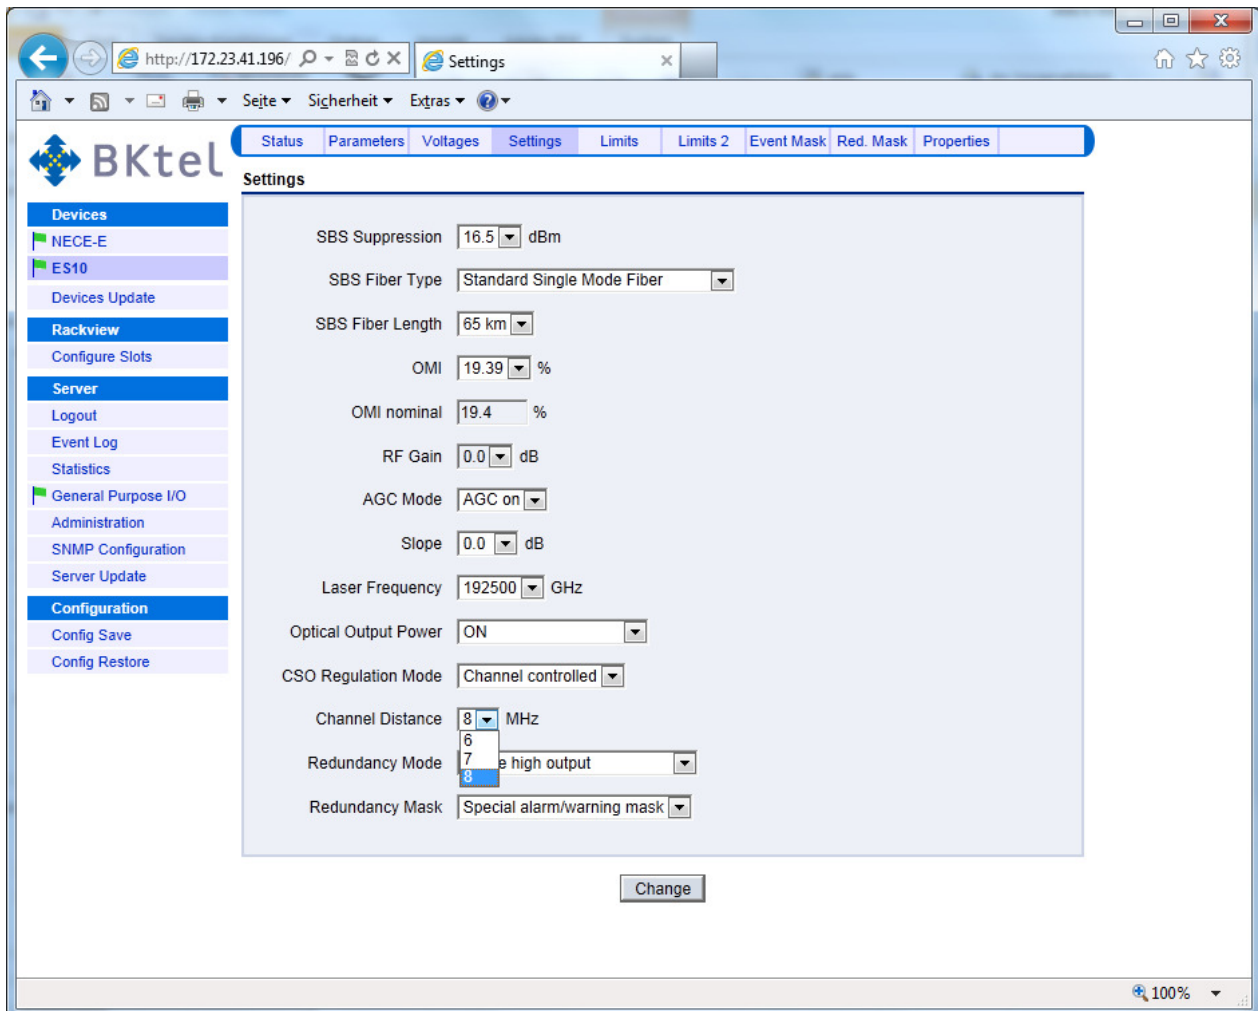 http://172.23.41.196/
Settings
Seite Sicherheit Extras
BKtel
Status Parameters Voltages Settings Limits Limits 2 Event Mask Red. Mask Properties
Settings
Devices
NECE-E
ES10
Devices Update
Rackview
Configure Slots
Server
Logout
Event Log
Statistics
General Purpose I/O
Administration
SNMP Configuration
Server Update
Configuration
Config Save
Config Restore
SBS Suppression 16.5 dBm
SBS Fiber Type Standard Single Mode Fiber
SBS Fiber Length 65 km
OMI 19.39 %
OMI nominal 19.4 %
RF Gain 0.0 dB
AGC Mode AGC on
Slope 0.0 dB
Laser Frequency 192500 GHz
Optical Output Power ON
CSO Regulation Mode Channel controlled
Channel Distance 8 MHz
6
7
8
Redundancy Mode e high output
Redundancy Mask Special alarm/warning mask
Change
100%